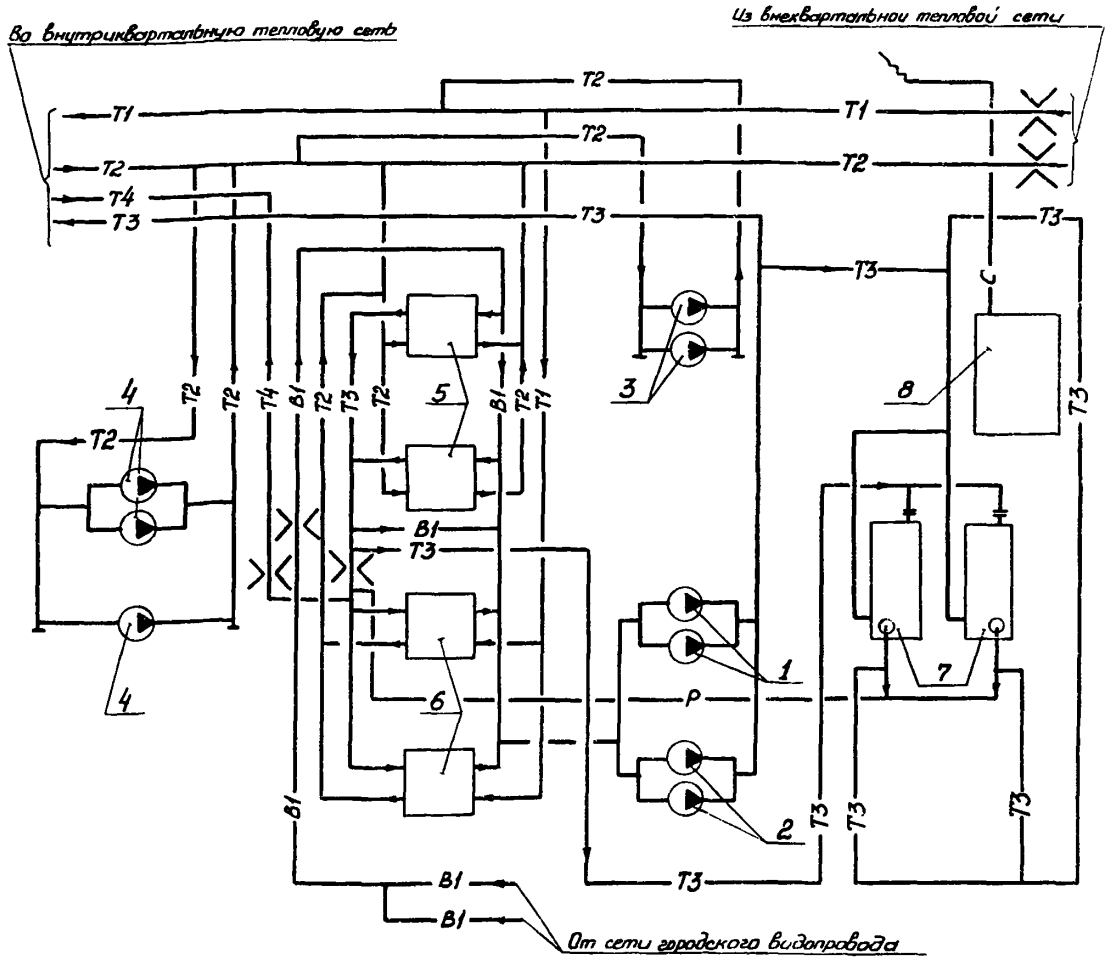 Из внеквартальной тепловой сети
Во внутриквартальную тепловую сеть
Т2
Т1
Т1
Т2
Т2
Т2
Т4
Т3
Т3
Т3
Т3
С
Т2
Т2
Т4
В1
Т2
Т3
Т2
В1
Т2
Т1
Т3
4
5
3
8
Т2
В1
Т3
1
7
4
6
Р
2
В1
Т3
Т3
Т3
В1
Т3
В1
От сети городского видопровода